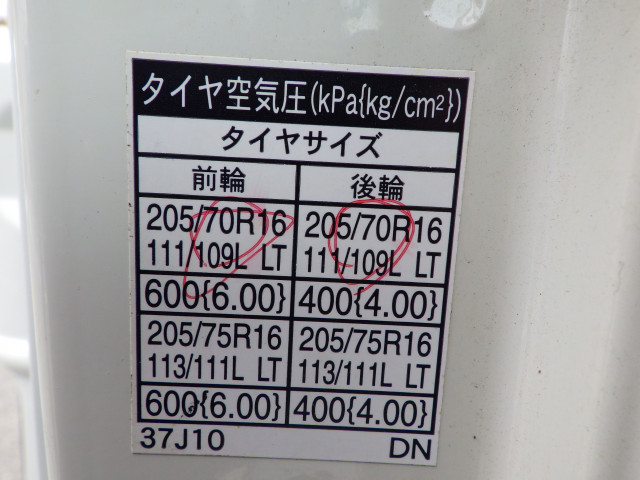 タイヤ空気圧(kPa{kg/cm²})
タイヤサイズ
前輪 後輪
205/70R16 205/70R16
111/109L LT 111/109L LT
600{6.00} 400{4.00}
205/75R16 205/75R16
113/111L LT 113/111L LT
600{6.00} 400{4.00}
37J10 DN